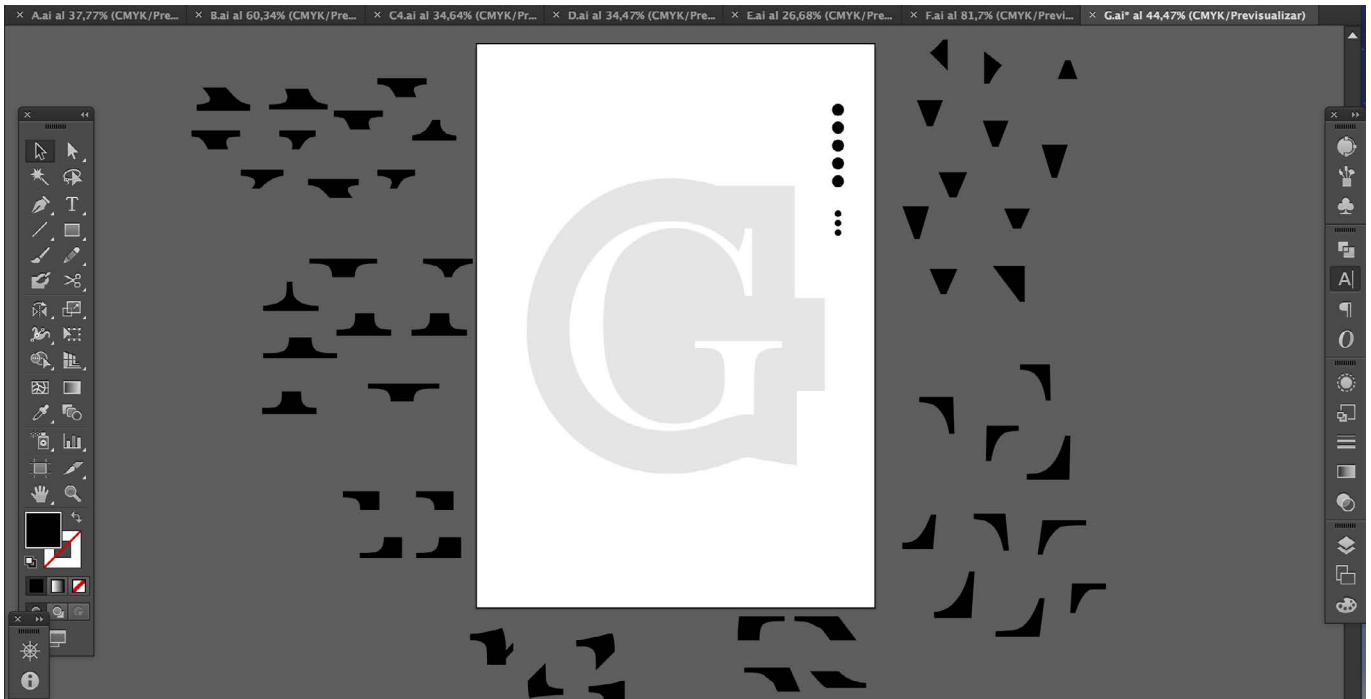 × A.ai al 37,77% (CMYK/Pre... × B.ai al 60,34% (CMYK/Pre... × C4.ai al 34,64% (CMYK/Pr... × D.ai al 34,47% (CMYK/Pre... × E.ai al 26,68% (CMYK/Pre... × F.ai al 81,7% (CMYK/Previ... × G.ai* al 44,47% (CMYK/Previsualizar)
G